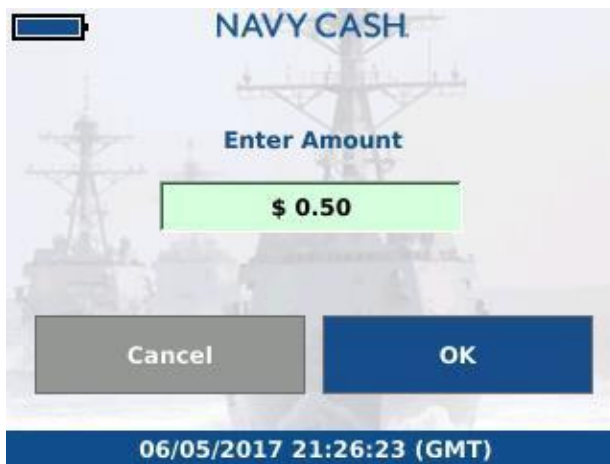 NAVY CASH
Enter Amount
$ 0.50
Cancel
OK
06/05/2017 21:26:23 (GMT)